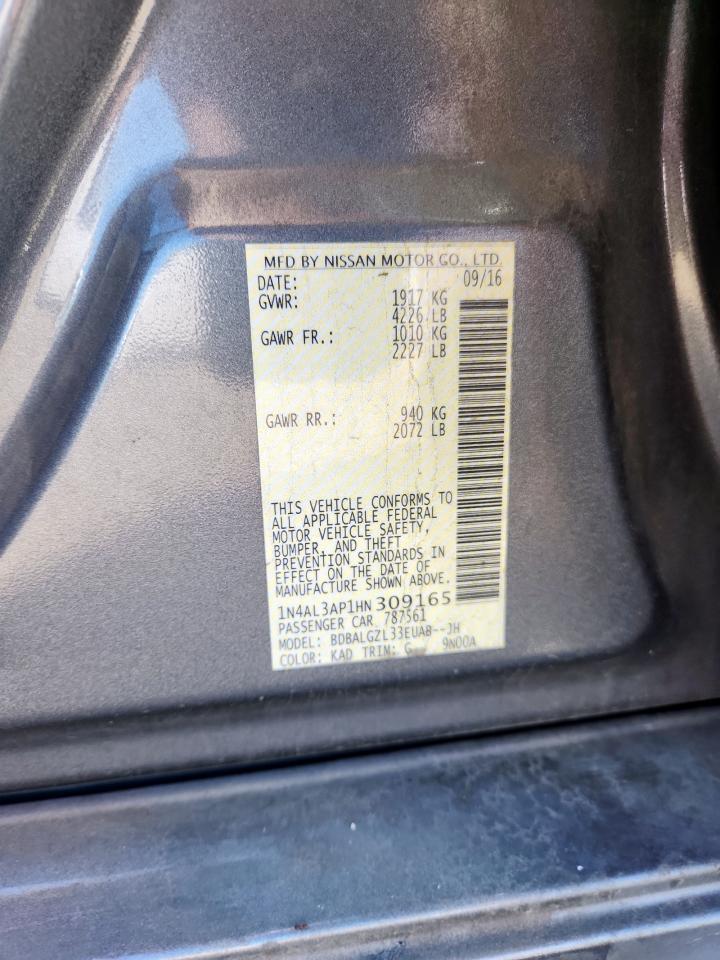 MFD BY NISSAN MOTOR CO., LTD.
DATE: 09/16
GVWR: 1917 KG
4226 LB
GAWR FR.: 1010 KG
2227 LB
GAWR RR.: 940 KG
2072 LB
THIS VEHICLE CONFORMS TO
ALL APPLICABLE FEDERAL
MOTOR VEHICLE SAFETY,
BUMPER, AND THEFT
PREVENTION STANDARDS IN
EFFECT ON THE DATE OF
MANUFACTURE SHOWN ABOVE.
1N4AL3AP1HN 309165
PASSENGER CAR 787561
MODEL: BDBALGZL33EUAB--JH
COLOR: KAD TRIM: G 9N00A